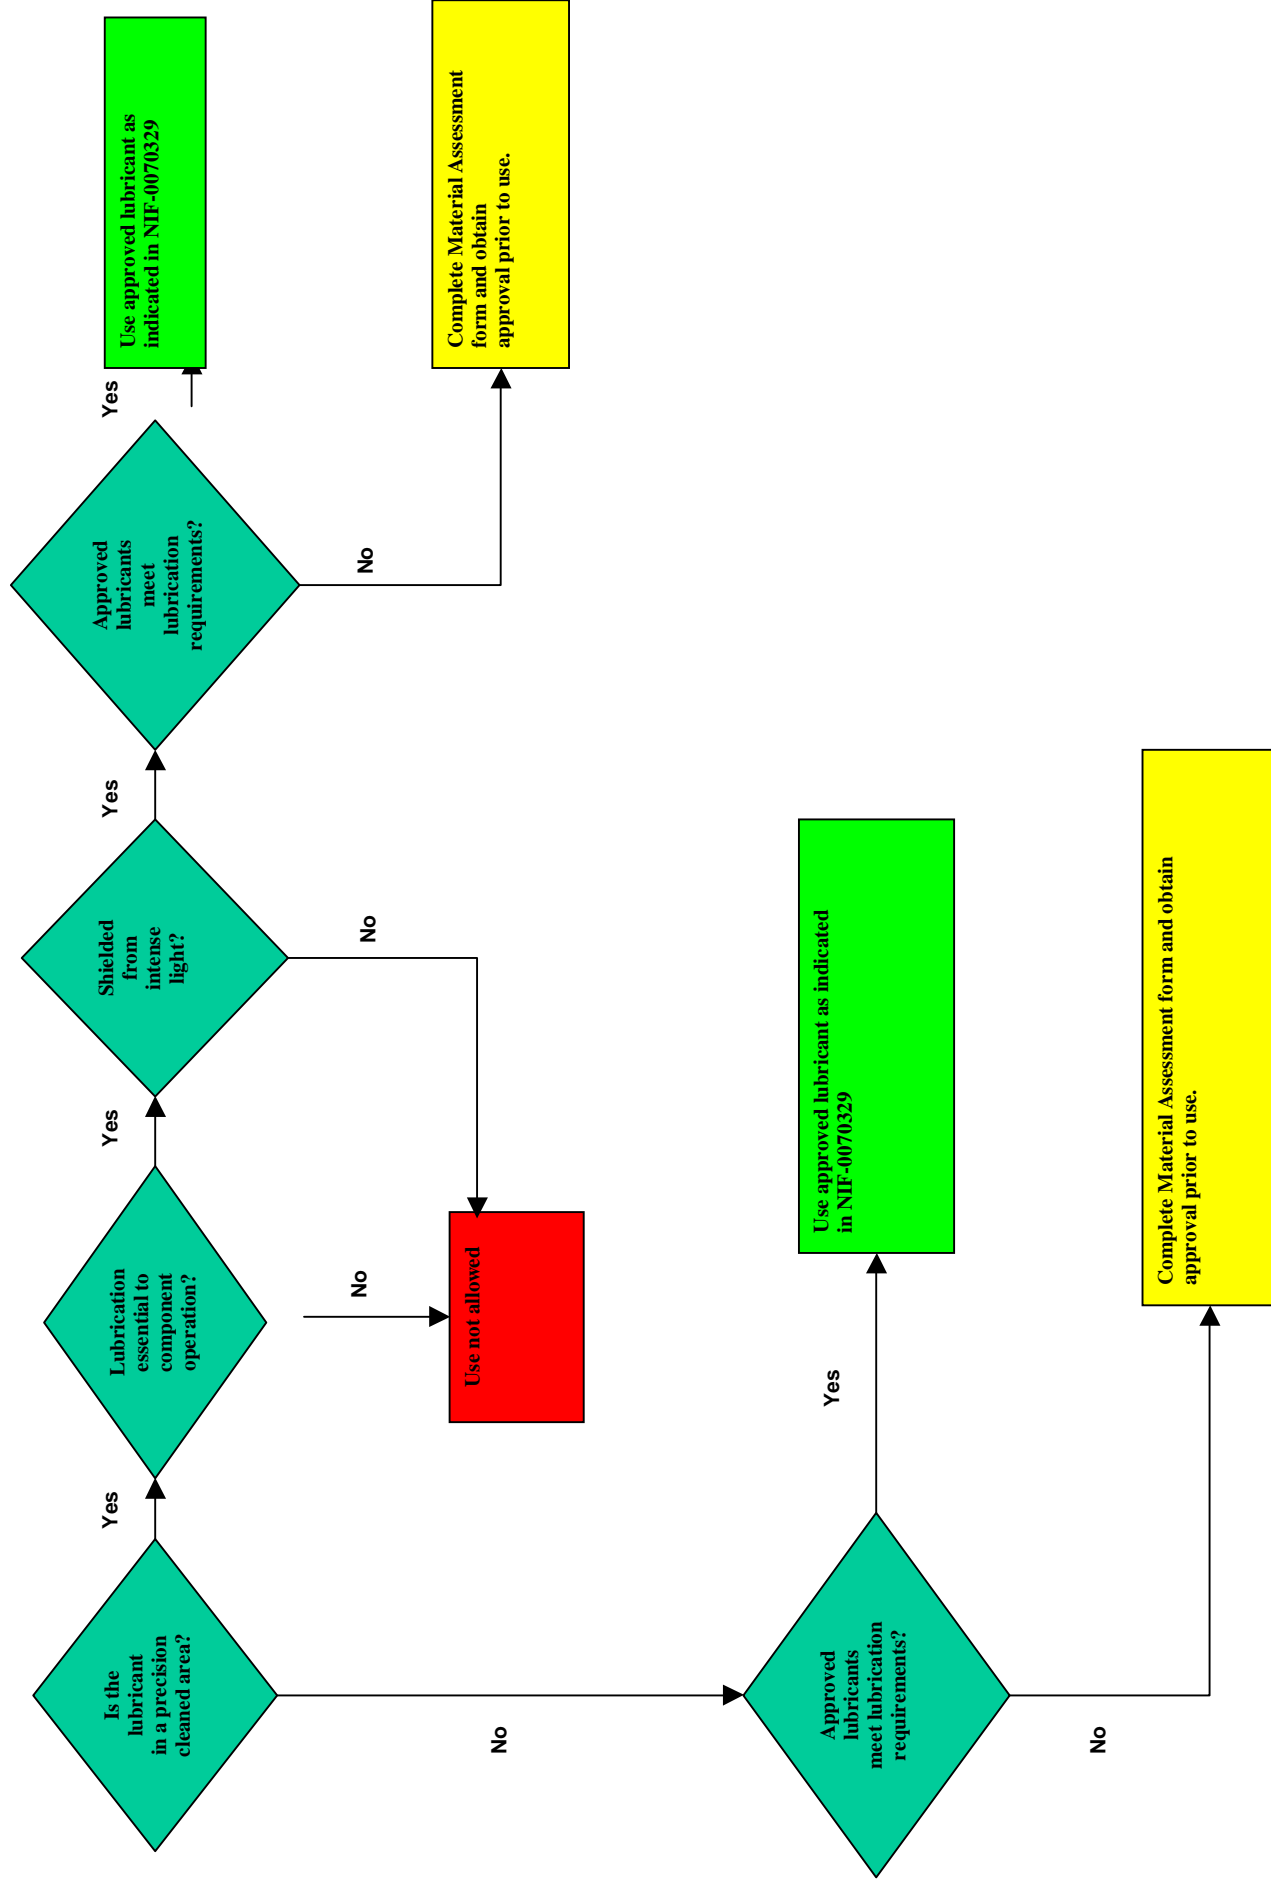 Is the
lubricant
in a precision
cleaned area?
Yes
Lubrication
essential to
component
operation?
Yes
Shielded
from
intense
light?
Yes
Approved
lubricants
meet
lubrication
requirements?
Yes
Use approved lubricant as
indicated in NIF-0070329
No
No
No
Complete Material Assessment
form and obtain
approval prior to use.
Use not allowed
No
Approved
lubricants
meet lubrication
requirements?
Yes
Use approved lubricant as indicated
in NIF-0070329
No
Complete Material Assessment form and obtain
approval prior to use.